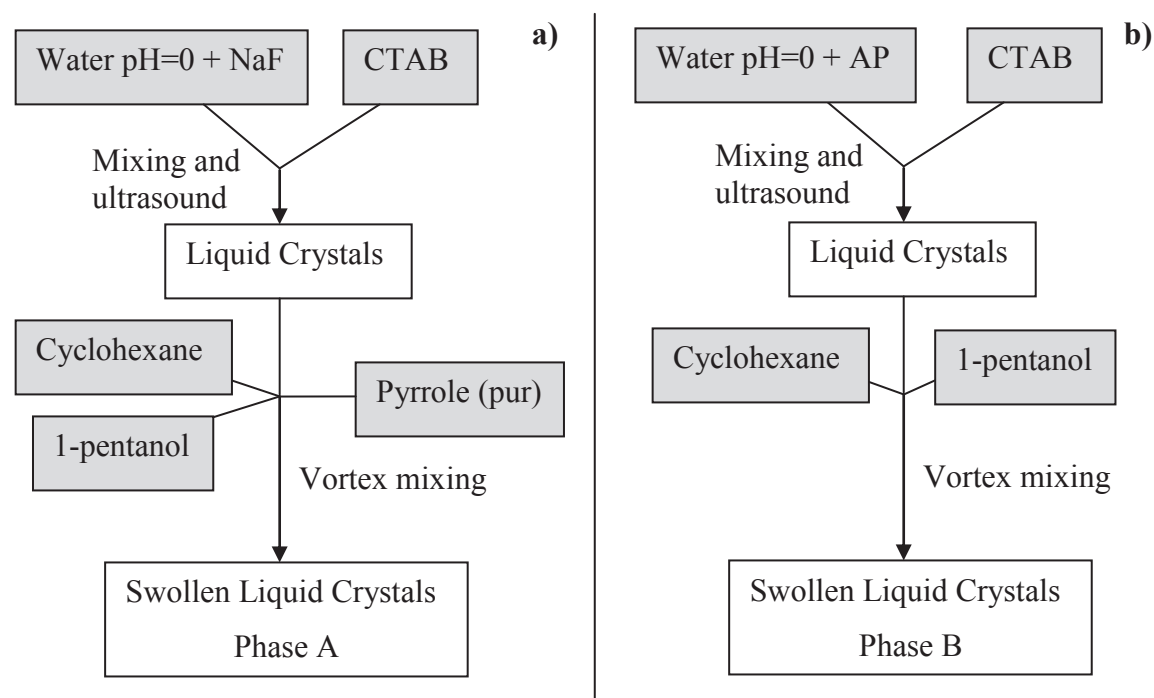 a)
Water pH=0 + NaF
CTAB
Mixing and
ultrasound
Liquid Crystals
Cyclohexane
Pyrrole (pur)
1-pentanol
Vortex mixing
Swollen Liquid Crystals
Phase A
b)
Water pH=0 + AP
CTAB
Mixing and
ultrasound
Liquid Crystals
Cyclohexane
1-pentanol
Vortex mixing
Swollen Liquid Crystals
Phase B